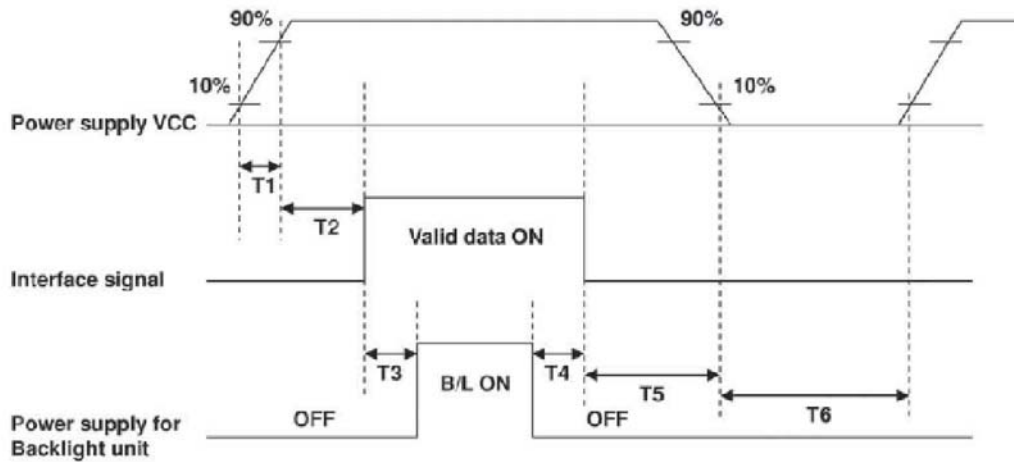 90%
90%
10%
10%
Power supply VCC
T1
T2
Valid data ON
Interface signal
T3
B/L ON
T4
T5
T6
OFF
OFF
Power supply for
Backlight unit